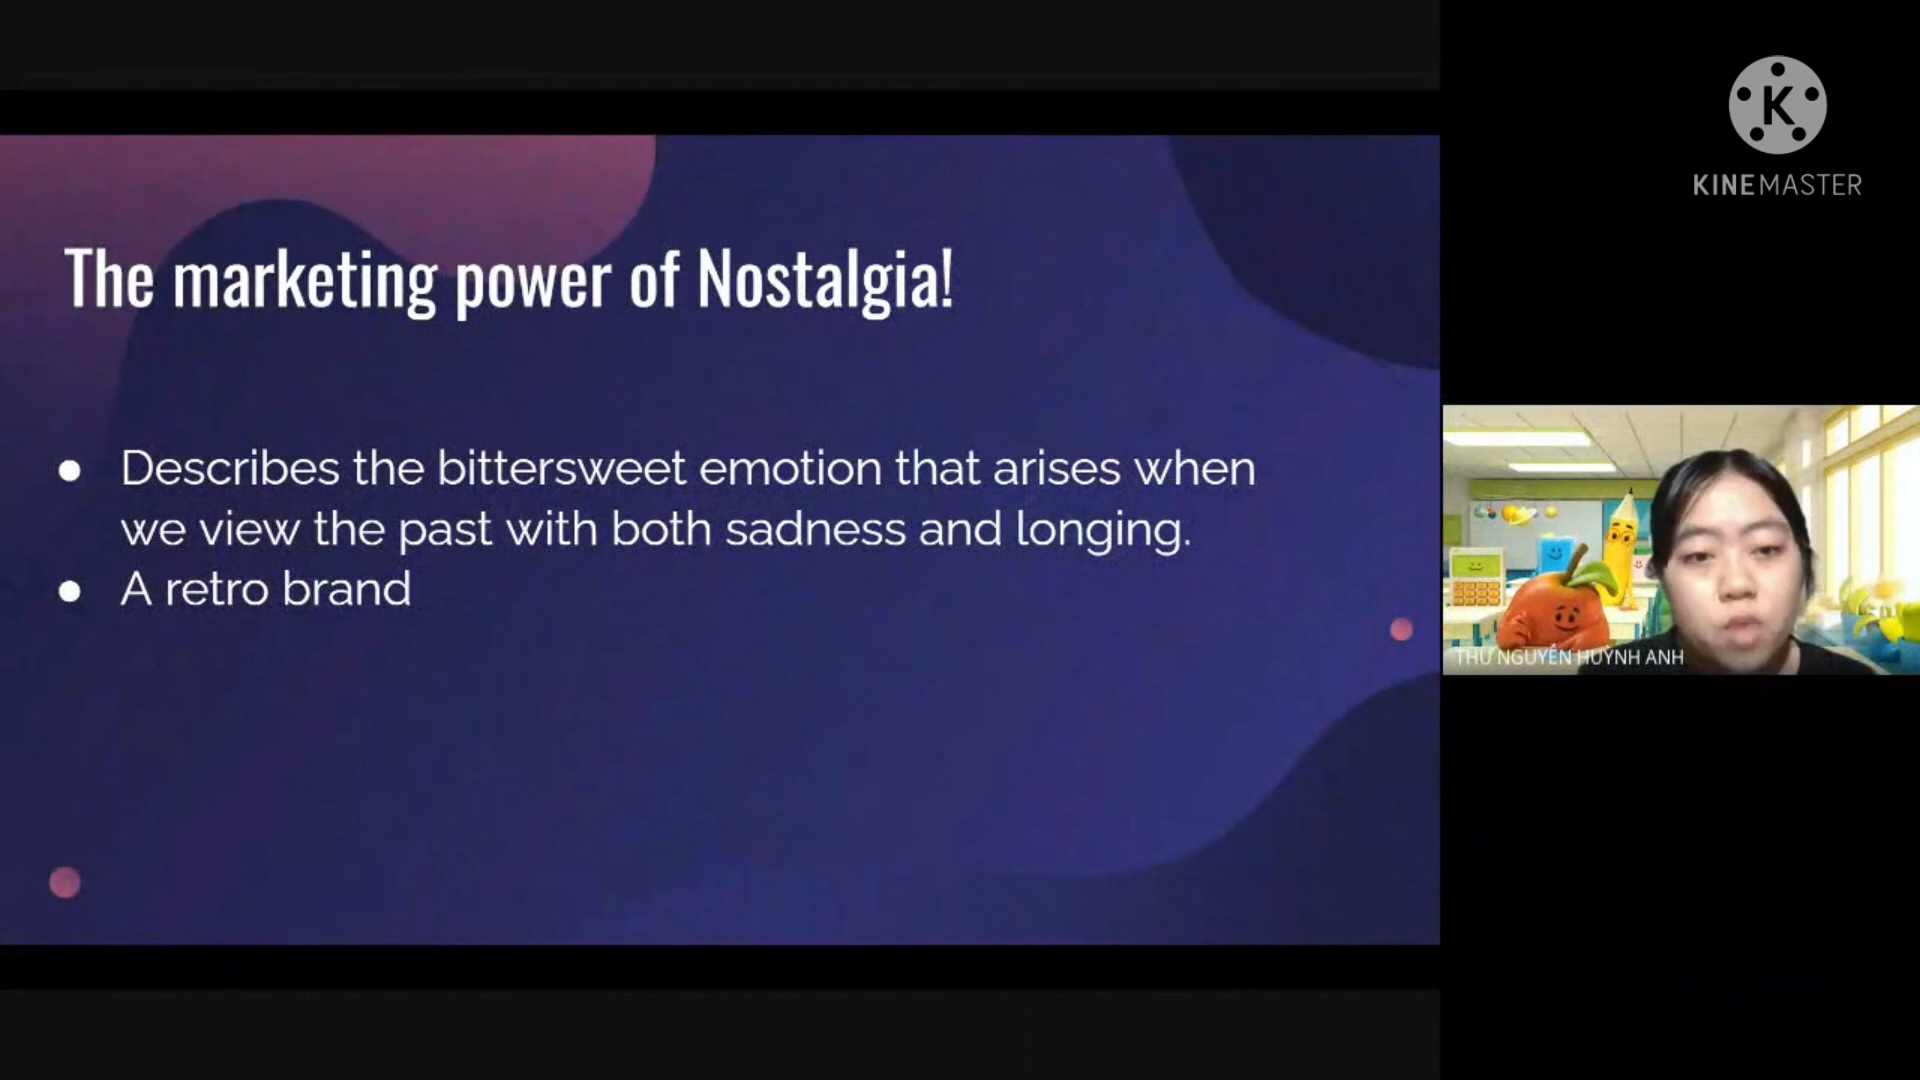 The marketing power of Nostalgia!
● Describes the bittersweet emotion that arises when
we view the past with both sadness and longing.
● A retro brand
K
KINEMASTER
THƯ NGUYỄN HUỲNH ANH